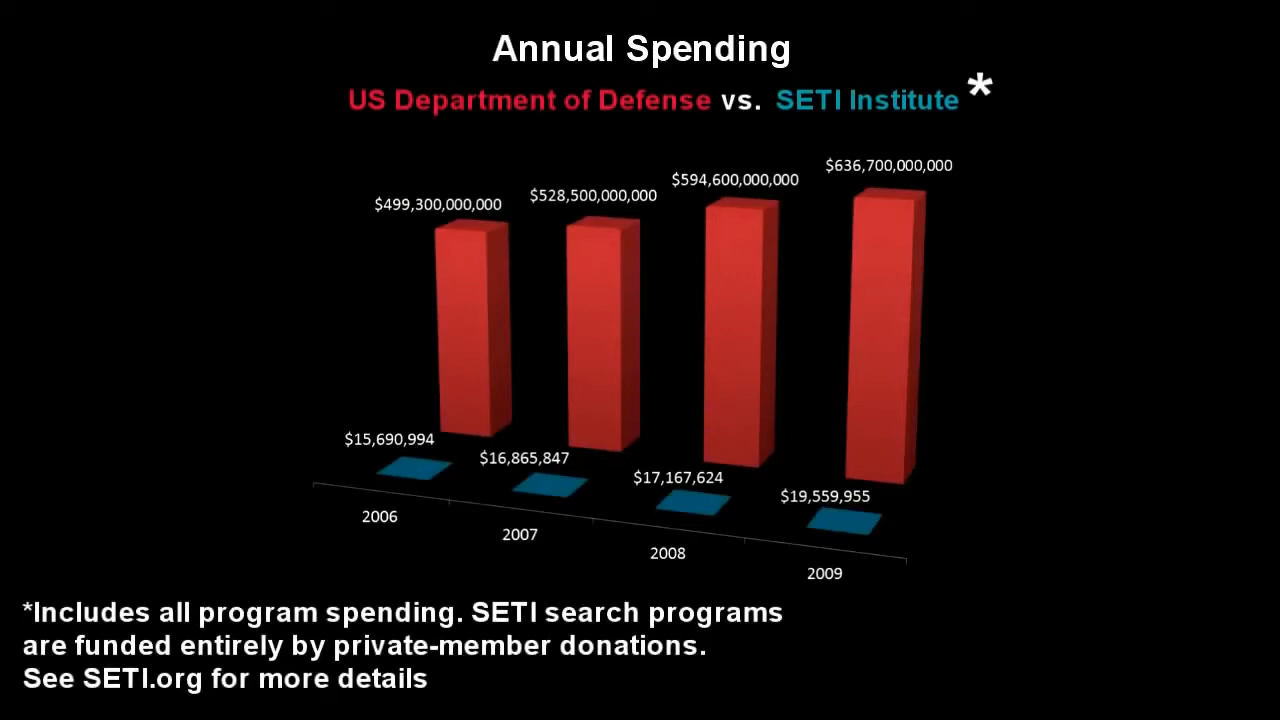 Annual Spending
US Department of Defense vs. SETI Institute *
$499,300,000,000
$528,500,000,000
$594,600,000,000
$636,700,000,000
$15,690,994
$16,865,847
$17,167,624
$19,559,955
2006
2007
2008
2009
*Includes all program spending. SETI search programs
are funded entirely by private-member donations.
See SETI.org for more details